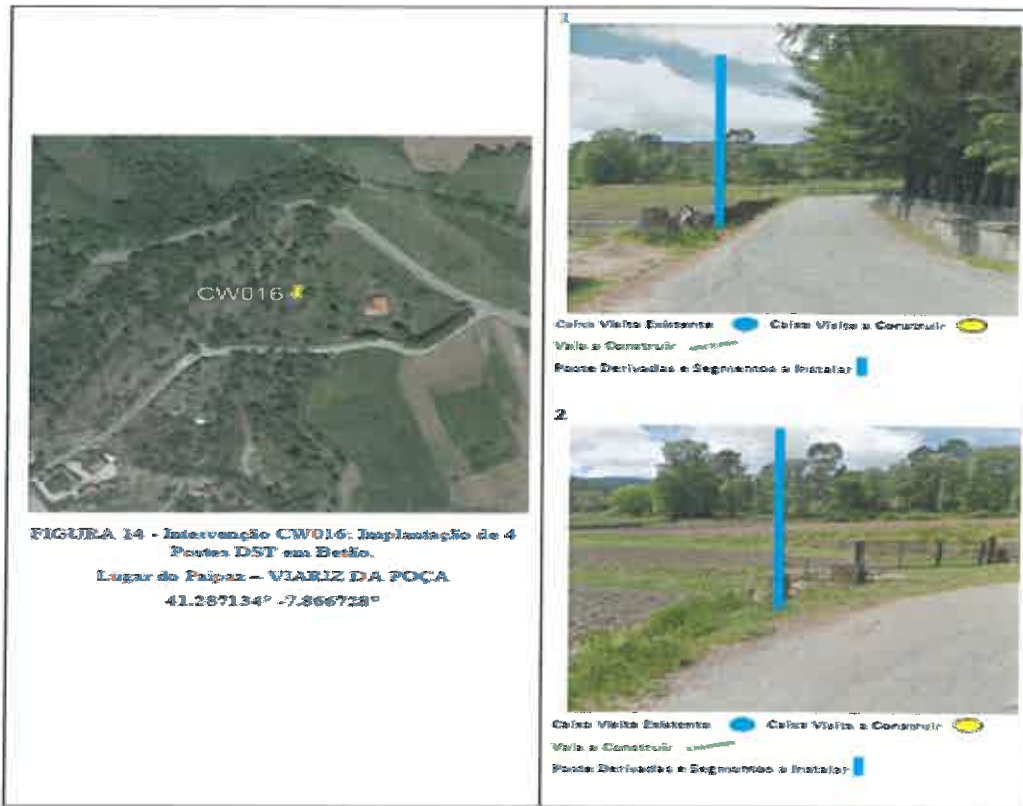 CW016
FIGURA 14 - Intervenção CW016: Implantação de 4
Postes DST em Betão.
Lugar do Paipaz – VIARIZ DA POÇA
41.287134° -7.866728°
1
Caixa Visita Existente Caixa Visita a Construir
Vala a Construir
Poste Derivadas e Segmentos a Instalar
2
Caixa Visita Existente Caixa Visita a Construir
Vala a Construir
Poste Derivadas e Segmentos a Instalar